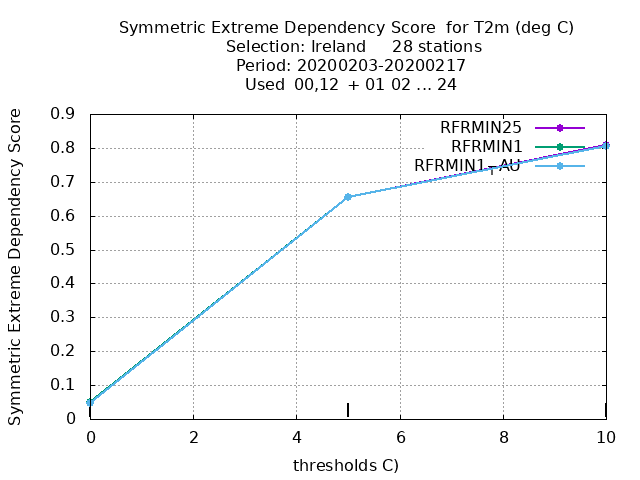 Symmetric Extreme Dependency Score for T2m (deg C)
Selection: Ireland 28 stations
Period: 20200203-20200217
Used 00,12 + 01 02 ... 24
Symmetric Extreme Dependency Score
0.9
0.8
0.7
0.6
0.5
0.4
0.3
0.2
0.1
0
RFRMIN25
RFRMIN1
RFRMIN1+AU
0 2 4 6 8 10
thresholds C)